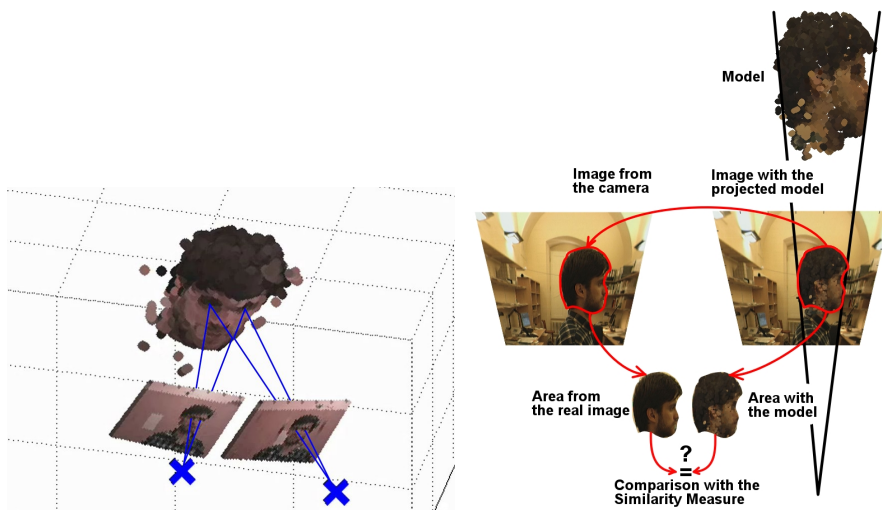 Model
Image from
the camera
Image with the
projected model
Area from
the real image
Area with
the model
?
=
Comparison with the
Similarity Measure